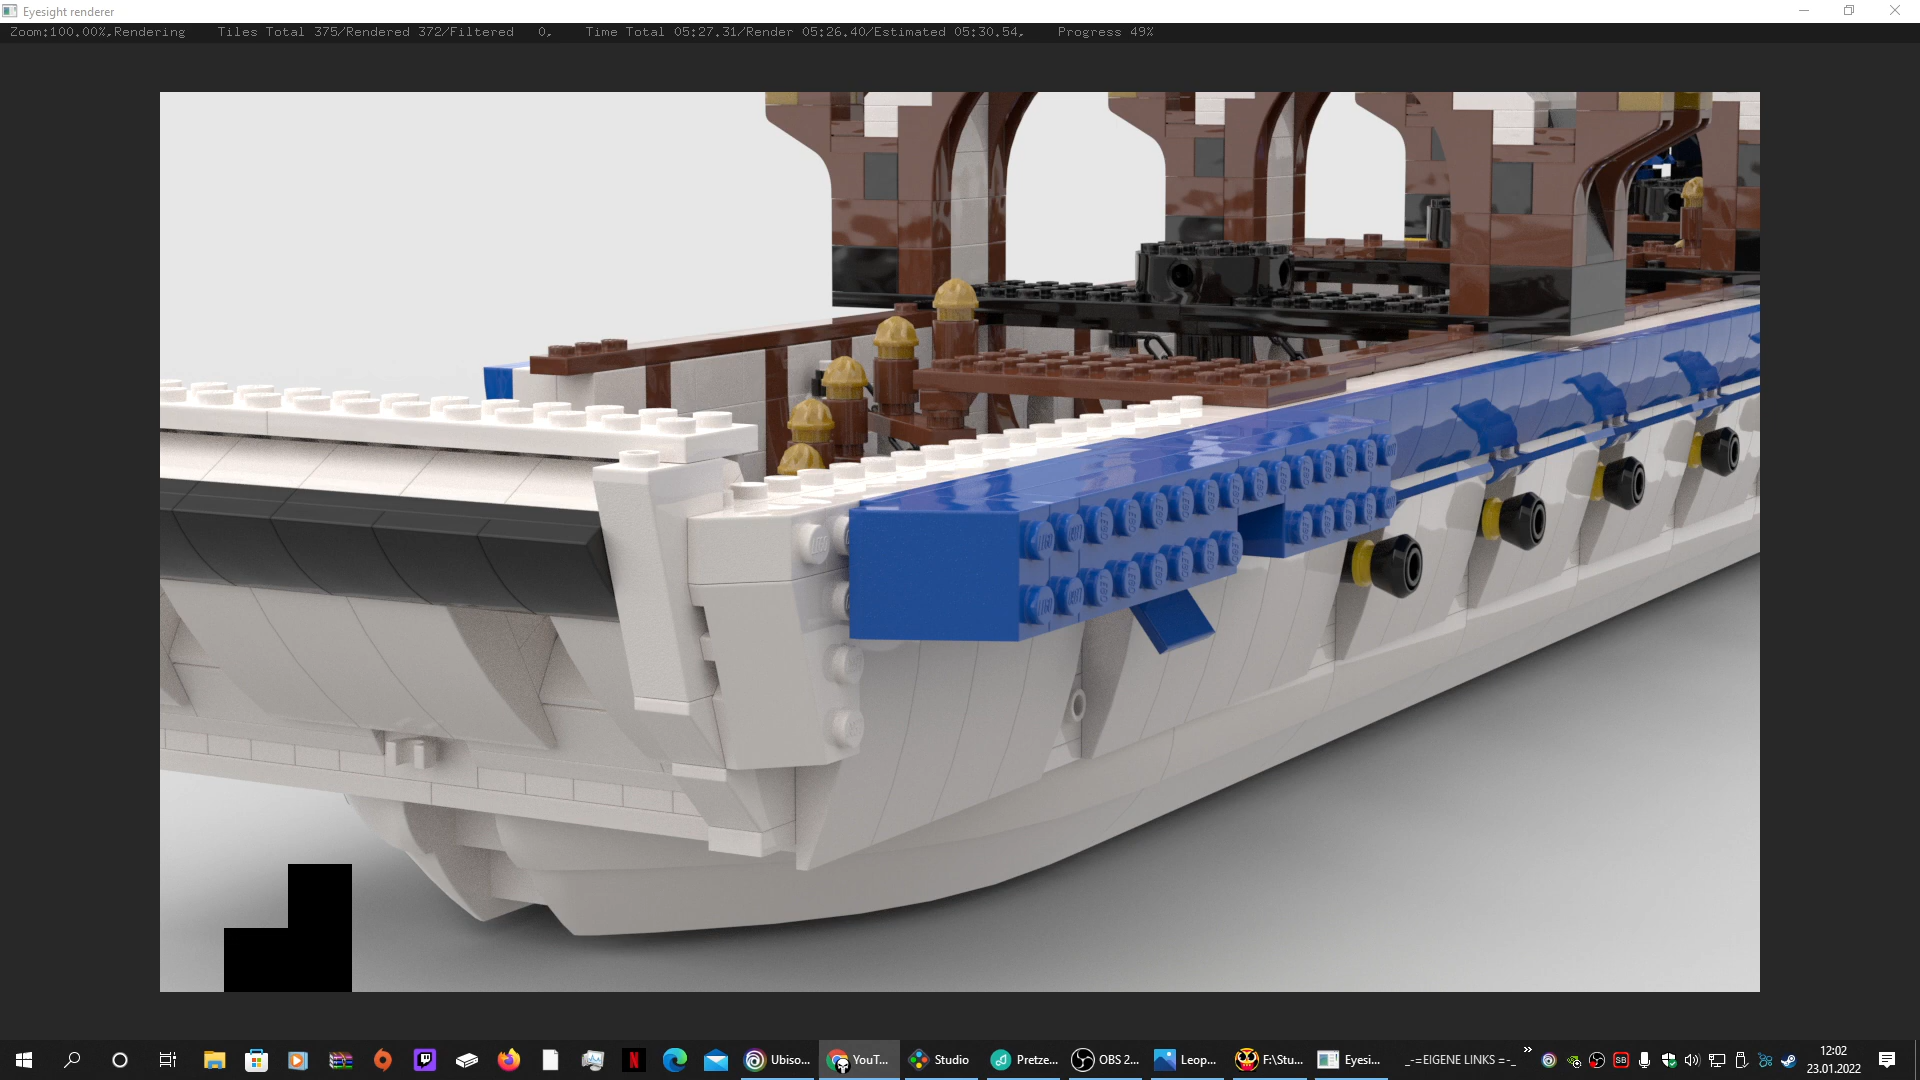 Eyesight renderer
Zoom:100.00%,Rendering Tiles Total 375/Rendered 372/Filtered 0, Time Total 05:27.31/Render 05:26.40/Estimated 05:30.54, Progress 49%
LEGO
Ubiso... YouT... Studio Pretze... OBS 2... Leop... F:\Stu... Eyesi... _-=EIGENE LINKS =-_ » SB 12:02
23.01.2022